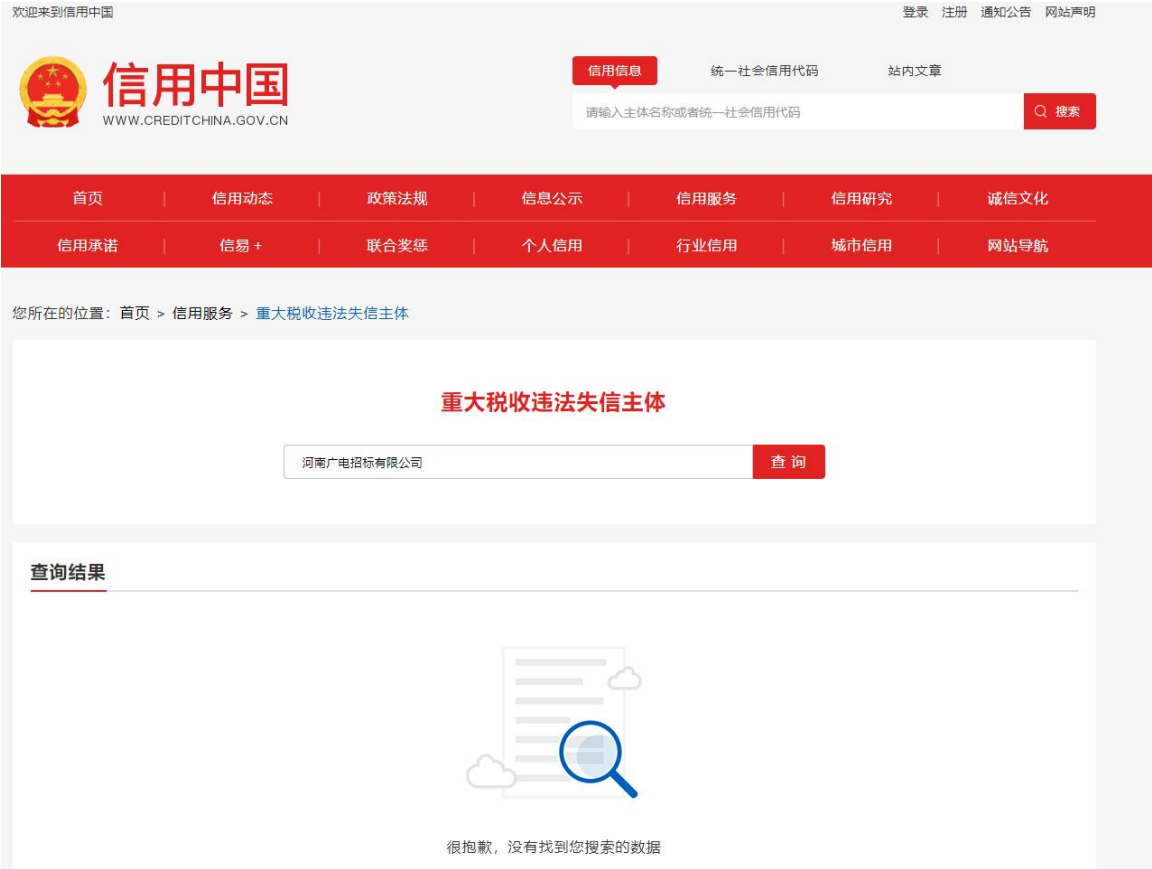 欢迎来到信用中国
登录 注册 通知公告 网站声明
信用中国
WWW.CREDITCHINA.GOV.CN
信用信息 统一社会信用代码 站内文章
请输入主体名称或者统一社会信用代码
搜索
首页 信用动态 政策法规 信息公示 信用服务 信用研究 诚信文化
信用承诺 信易+ 联合奖惩 个人信用 行业信用 城市信用 网站导航
您所在的位置：首页 > 信用服务 > 重大税收违法失信主体
重大税收违法失信主体
河南广电招标有限公司
查询
查询结果
很抱歉，没有找到您搜索的数据